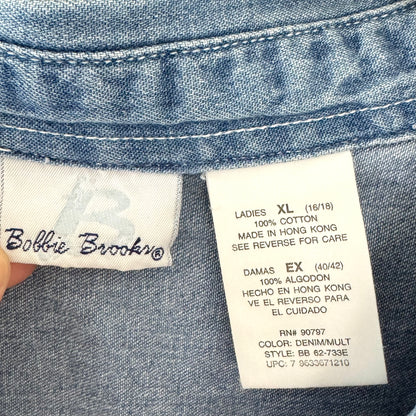 B
Bobbie Brooks®
LADIES XL (16/18)
100% COTTON
MADE IN HONG KONG
SEE REVERSE FOR CARE
DAMAS EX (40/42)
100% ALGODON
HECHO EN HONG KONG
VE EL REVERSO PARA
EL CUIDADO
RN# 90797
COLOR: DENIM/MULT
STYLE: BB 62-733E
UPC: 7 9633671210